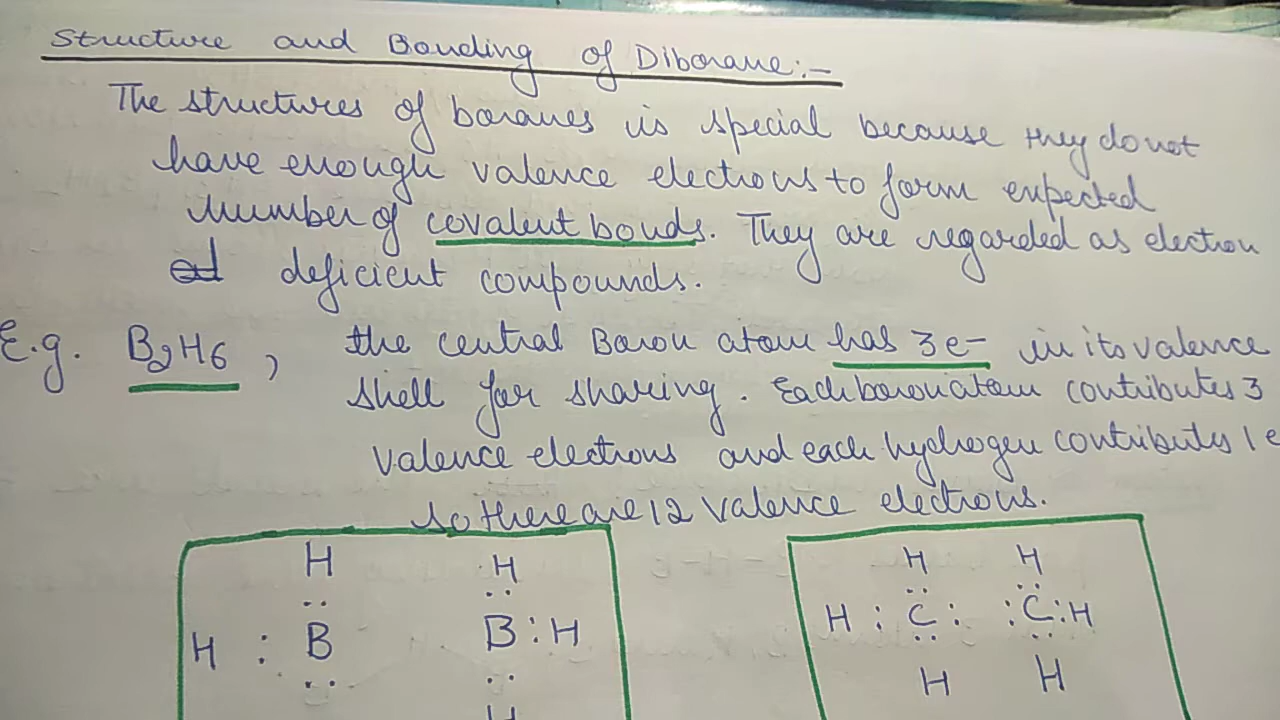 Structure and Bonding of Diborane:-
The structures of boranes is special because they do not
have enough valence electrons to form expected
number of covalent bonds. They are regarded as electron
deficient compounds.
E.g. B2H6, the central Boron atom has 3e- in its valence
shell for sharing. Each boron atom contributes 3
valence electrons and each hydrogen contributes 1 e
so there are 12 valence electrons.
H H H H
H : B B : H H : C : : C : H
H H H